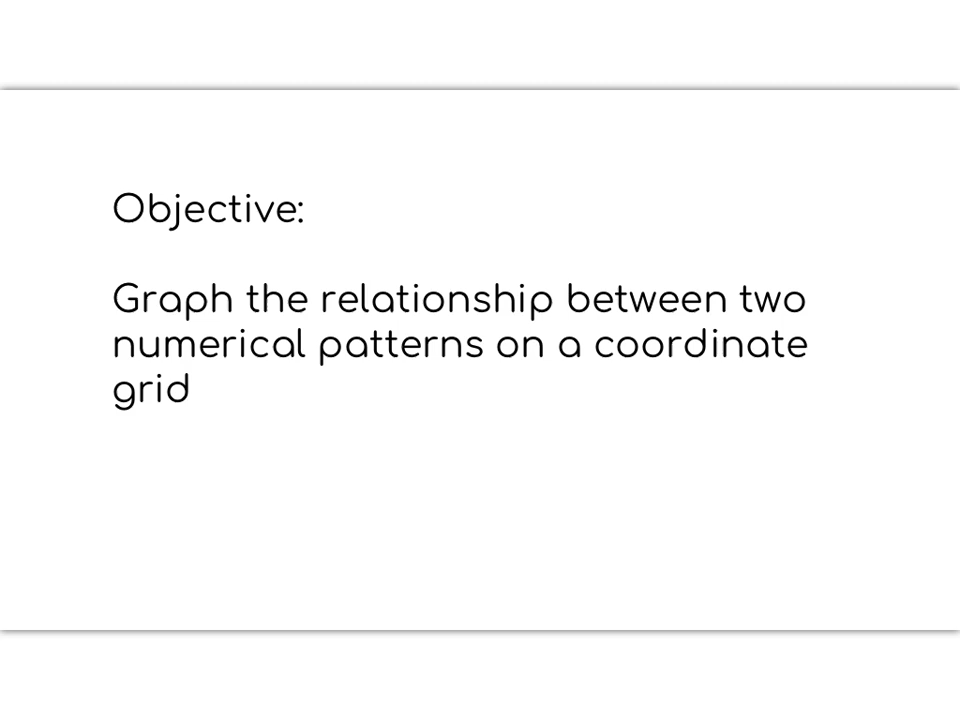 Objective:
Graph the relationship between two
numerical patterns on a coordinate
grid